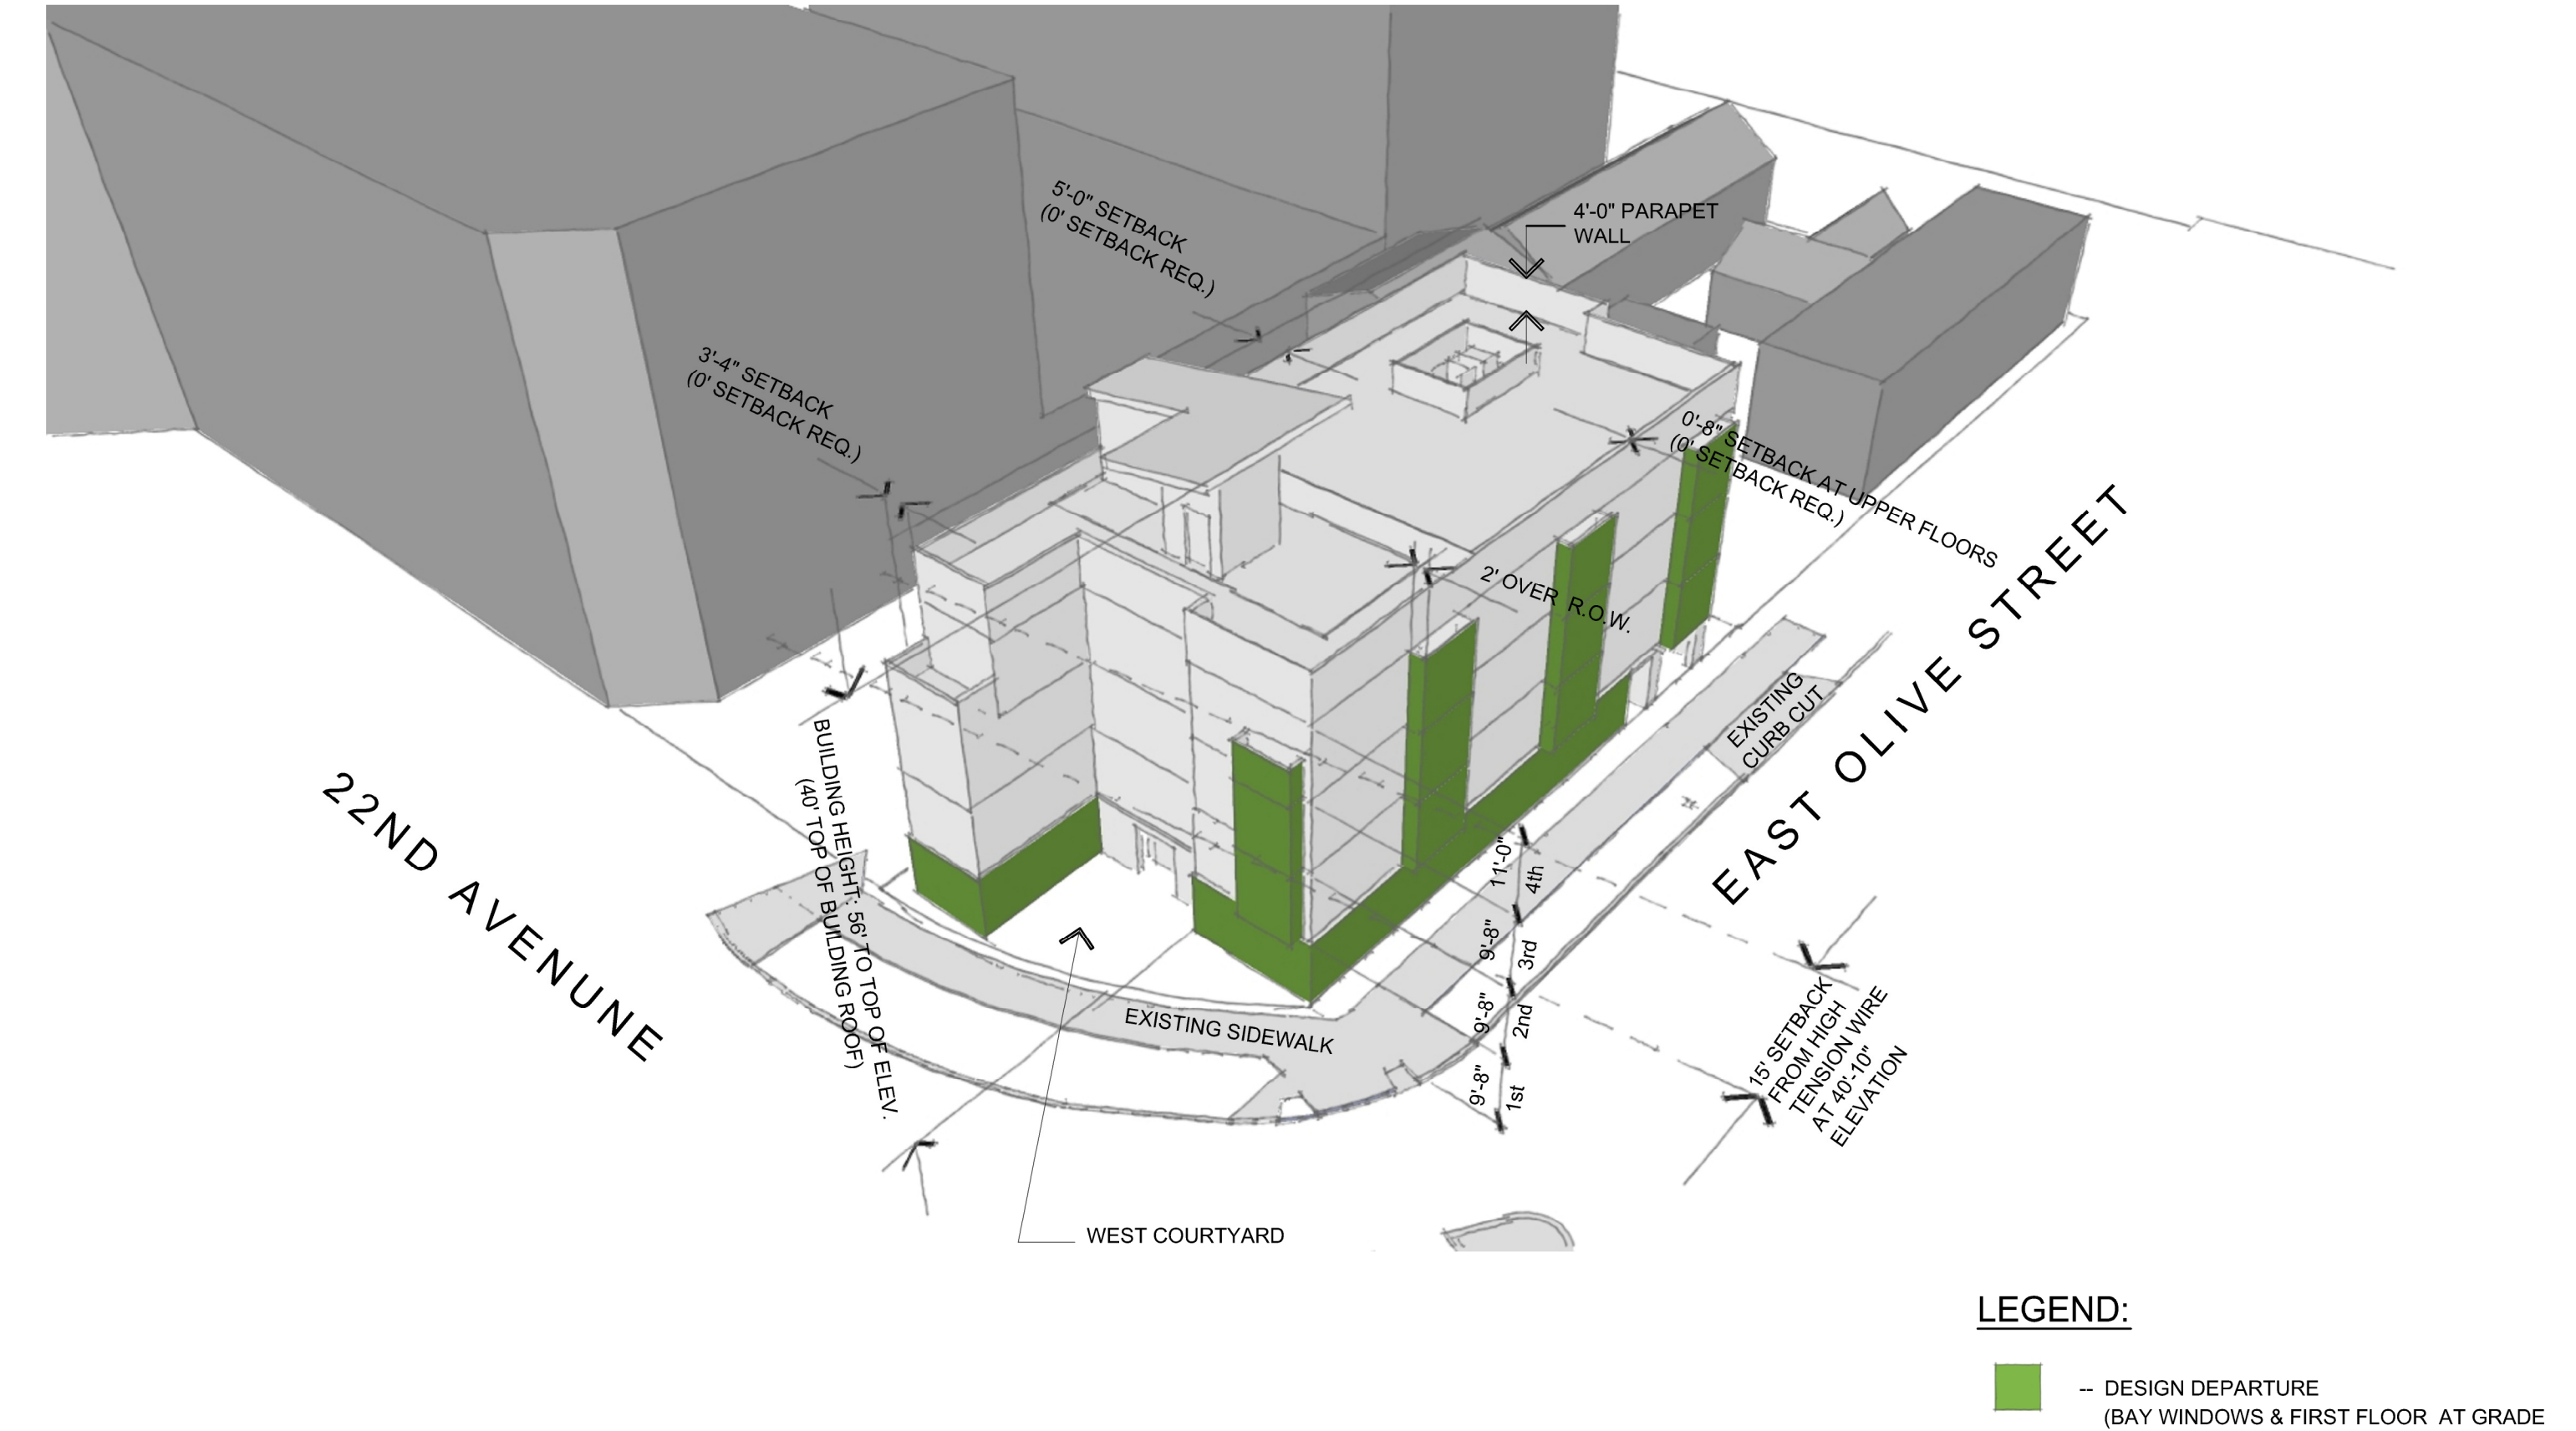 5'-0" SETBACK
(0' SETBACK REQ.)
4'-0" PARAPET
WALL
3'-4" SETBACK
(0' SETBACK REQ.)
0'-8" SETBACK AT UPPER FLOORS
(0' SETBACK REQ.)
2' OVER R.O.W.
EAST OLIVE STREET
EXISTING
CURB CUT
22ND AVENUNE
BUILDING HEIGHT: 56' TO TOP OF ELEV.
(40' TOP OF BUILDING ROOF)
11'-0"
4th
9'-8"
3rd
9'-8"
2nd
9'-8"
1st
EXISTING SIDEWALK
15' SETBACK
FROM HIGH
TENSION WIRE
AT 40'-10"
ELEVATION
WEST COURTYARD
LEGEND:
-- DESIGN DEPARTURE
(BAY WINDOWS & FIRST FLOOR AT GRADE